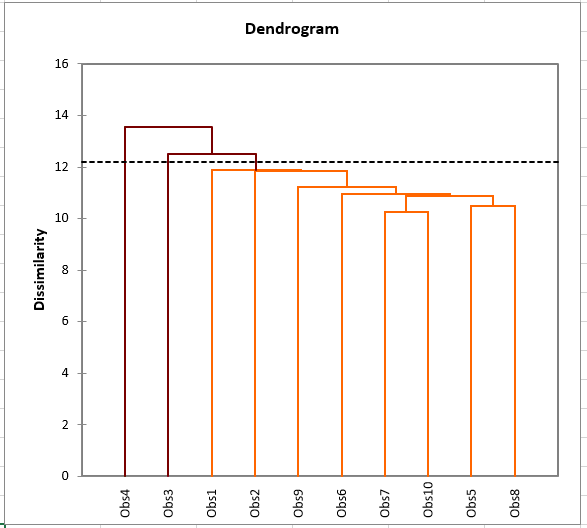 Dendrogram
16
14
12
10
8
6
4
2
0
Dissimilarity
Obs4
Obs3
Obs1
Obs2
Obs9
Obs6
Obs7
Obs10
Obs5
Obs8